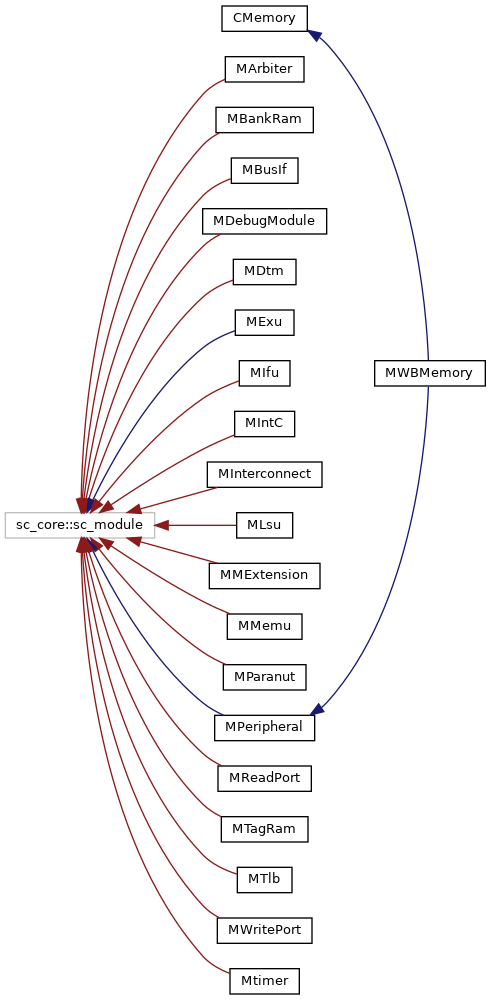 CMemory
MArbiter
MBankRam
MBusIf
MDebugModule
MDtm
MExu
MIfu
MWBMemory
MIntC
MInterconnect
sc_core::sc_module
MLsu
MMExtension
MMemu
MParanut
MPeripheral
MReadPort
MTagRam
MTlb
MWritePort
Mtimer